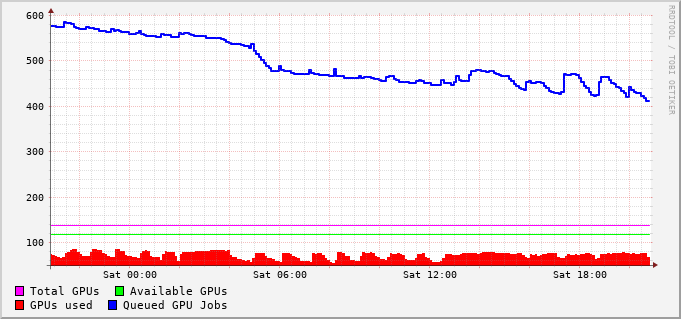 600
500
400
300
200
100
Sat 00:00 Sat 06:00 Sat 12:00 Sat 18:00
Total GPUs Available GPUs
GPUs used Queued GPU Jobs
RRDTOOL / TOBI OETIKER